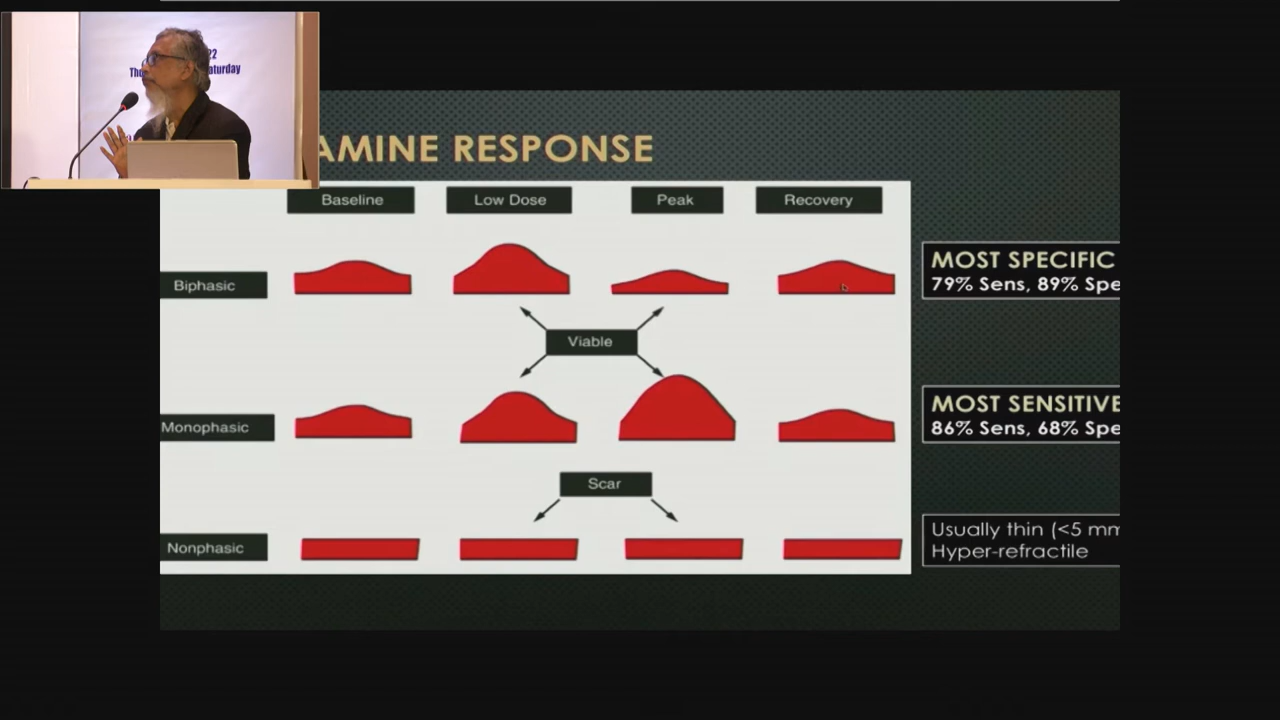 22
AMINE RESPONSE
Baseline Low Dose Peak Recovery
Biphasic
MOST SPECIFIC
79% Sens, 89% Spe
Viable
Monophasic
MOST SENSITIVE
86% Sens, 68% Spe
Scar
Nonphasic
Usually thin (<5 mm
Hyper-refractile